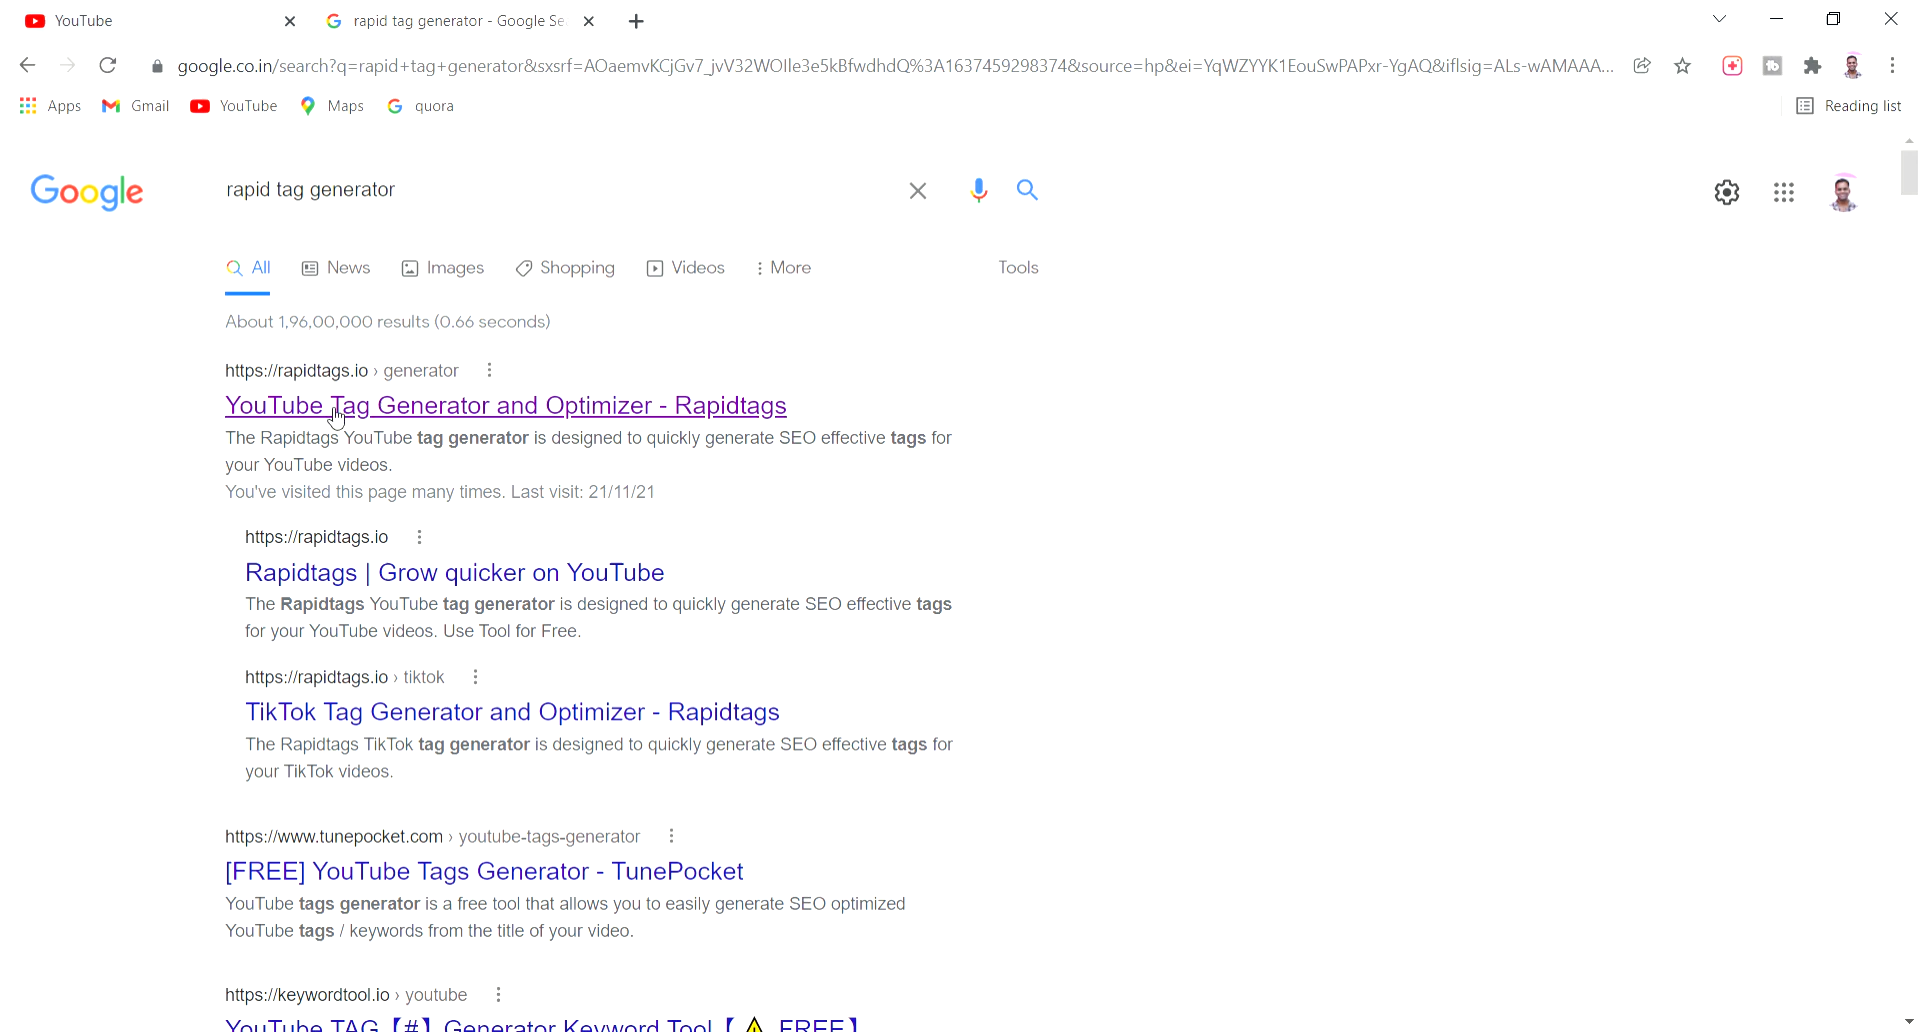 YouTube
rapid tag generator - Google Se
google.co.in/search?q=rapid+tag+generator&sxsrf=AOaemvKCjGv7_jvV32WOIle3e5kBfwdhdQ%3A1637459298374&source=hp&ei=YqWZYYK1EouSwPAPxr-YgAQ&iflsig=ALs-wAMAAA...
Apps Gmail YouTube Maps quora Reading list
Google rapid tag generator
All News Images Shopping Videos More Tools
About 1,96,00,000 results (0.66 seconds)
https://rapidtags.io › generator
YouTube Tag Generator and Optimizer - Rapidtags
The Rapidtags YouTube tag generator is designed to quickly generate SEO effective tags for
your YouTube videos.
You've visited this page many times. Last visit: 21/11/21
https://rapidtags.io
Rapidtags | Grow quicker on YouTube
The Rapidtags YouTube tag generator is designed to quickly generate SEO effective tags
for your YouTube videos. Use Tool for Free.
https://rapidtags.io › tiktok
TikTok Tag Generator and Optimizer - Rapidtags
The Rapidtags TikTok tag generator is designed to quickly generate SEO effective tags for
your TikTok videos.
https://www.tunepocket.com › youtube-tags-generator
[FREE] YouTube Tags Generator - TunePocket
YouTube tags generator is a free tool that allows you to easily generate SEO optimized
YouTube tags / keywords from the title of your video.
https://keywordtool.io › youtube
YouTube TAG【#】Generator Keyword Tool【 ⚠ FREE】